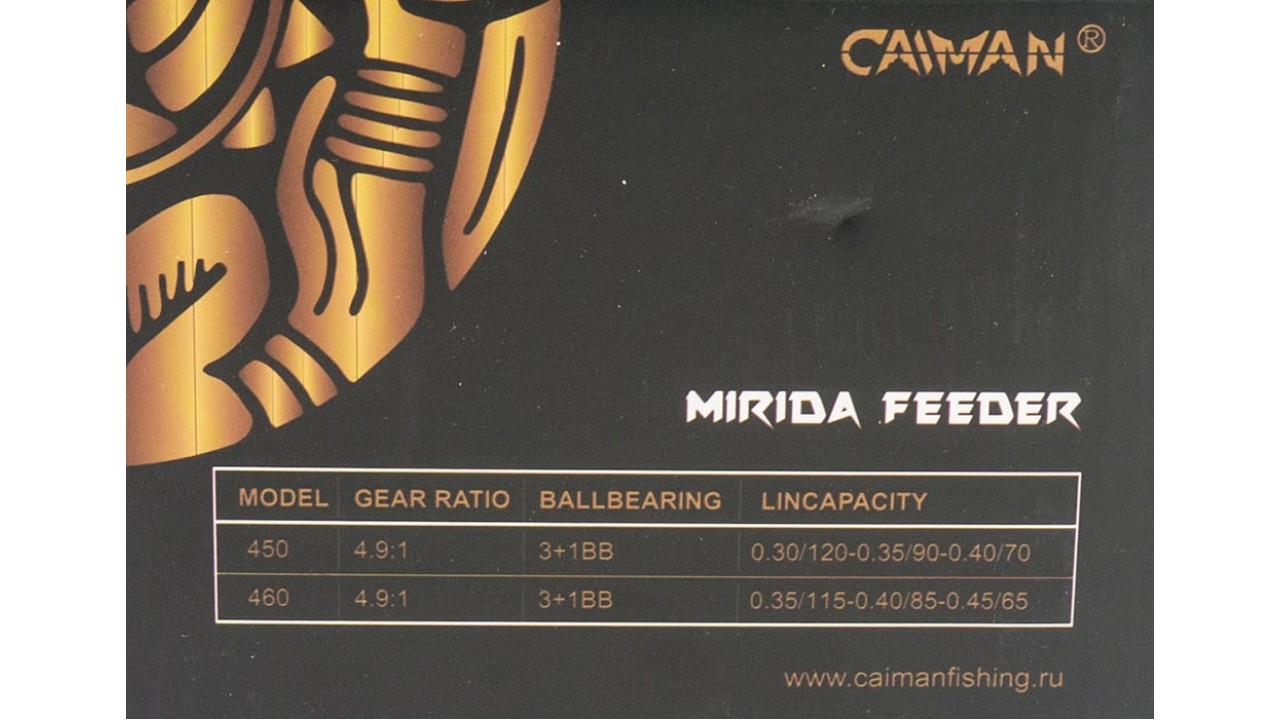 CAIMAN®
MIRIDA FEEDER
MODEL GEAR RATIO BALLBEARING LINCAPACITY
450 4.9:1 3+1BB 0.30/120-0.35/90-0.40/70
460 4.9:1 3+1BB 0.35/115-0.40/85-0.45/65
www.caimanfishing.ru